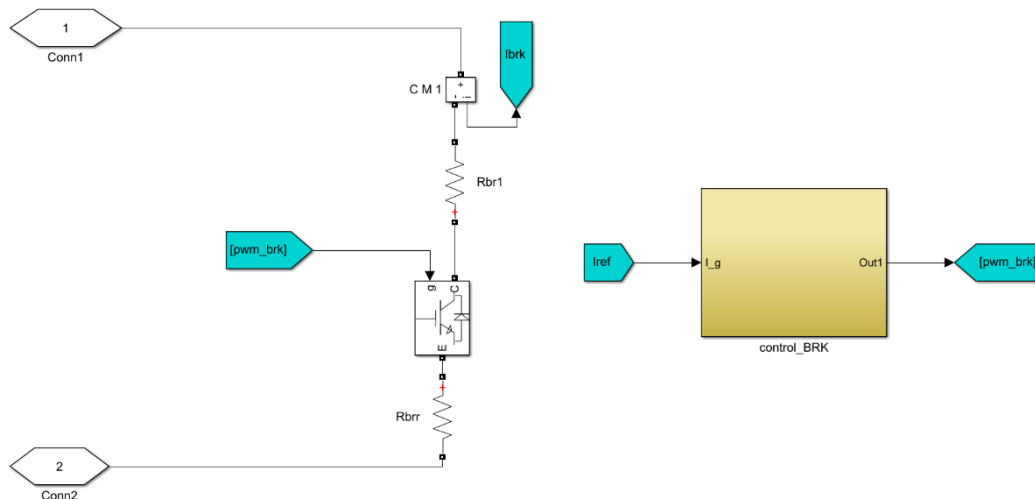 1
Conn1
Ibrk
C M 1
+
-
i
Rbr1
+
[pwm_brk]
g
C
E
+
Rbrr
2
Conn2
Iref
I_g
Out1
[pwm_brk]
control_BRK